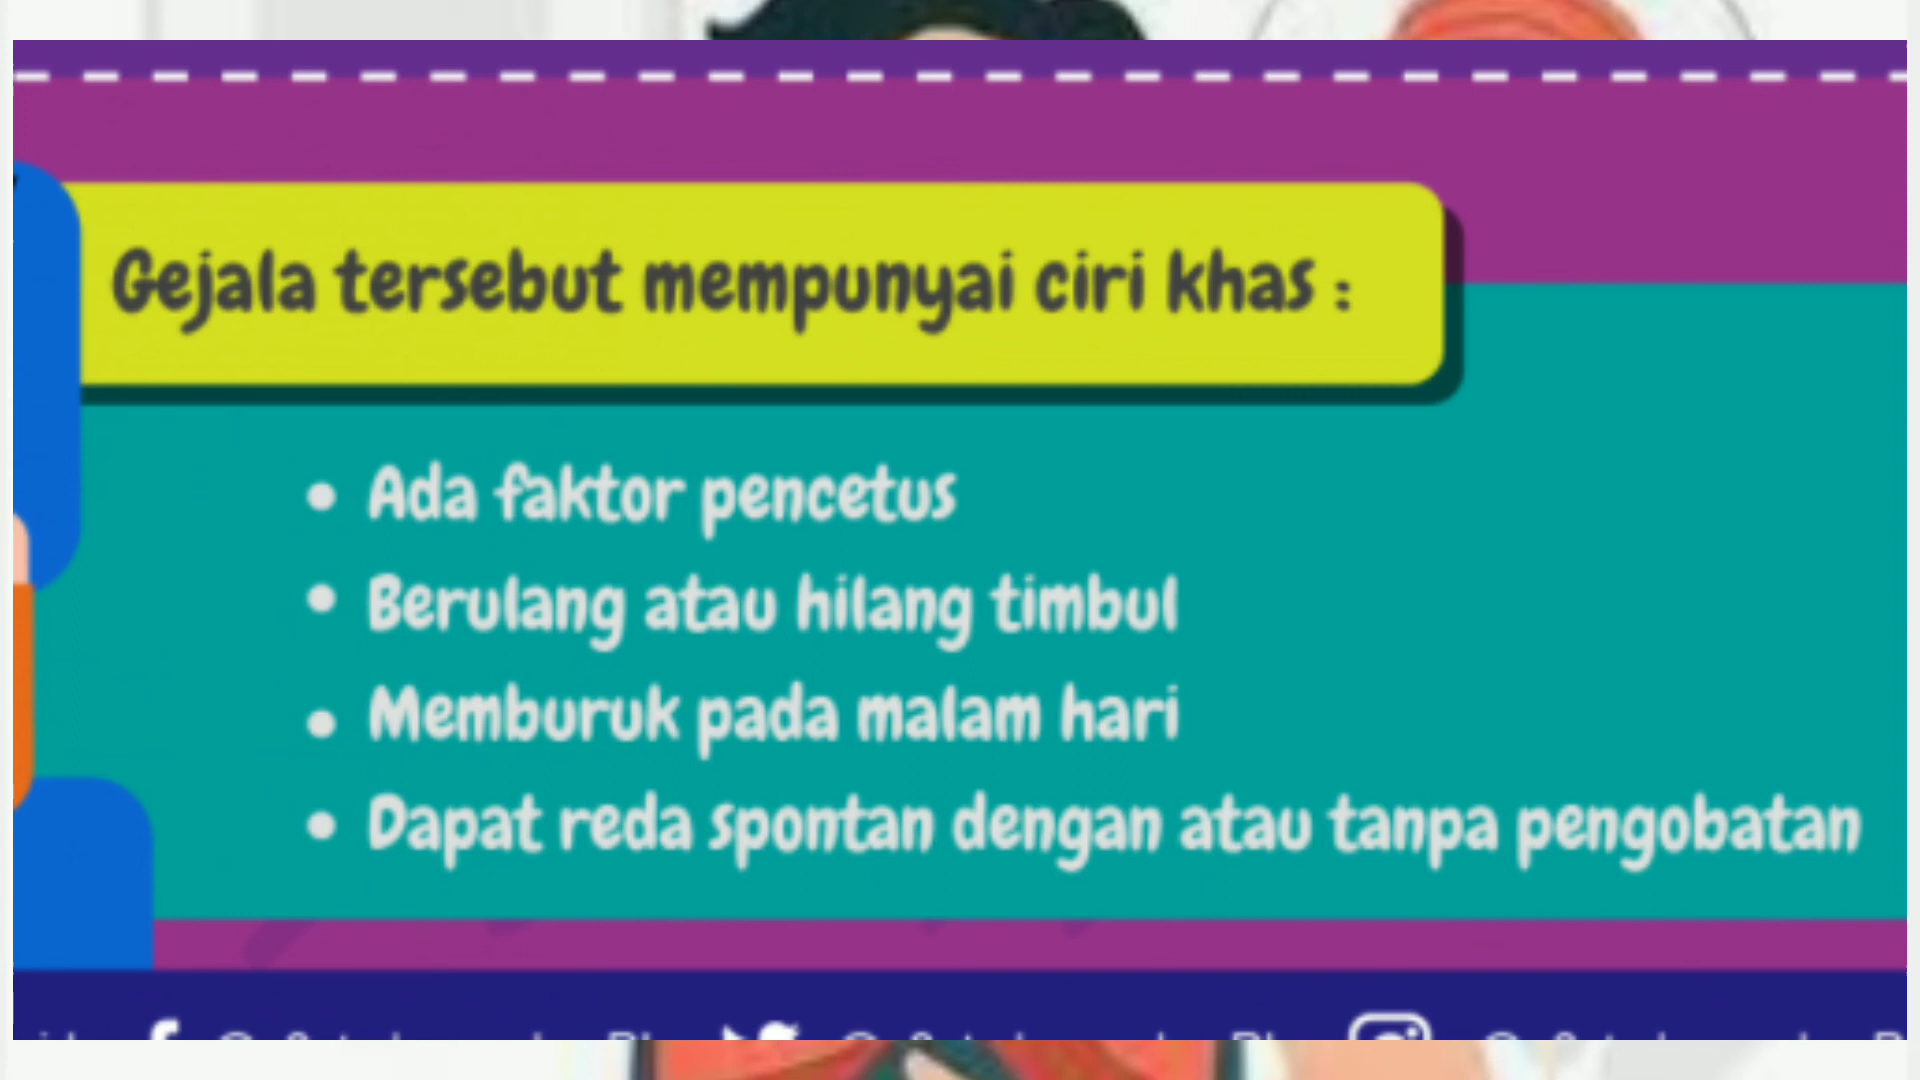 Gejala tersebut mempunyai ciri khas :
• Ada faktor pencetus
• Berulang atau hilang timbul
• Memburuk pada malam hari
• Dapat reda spontan dengan atau tanpa pengobatan